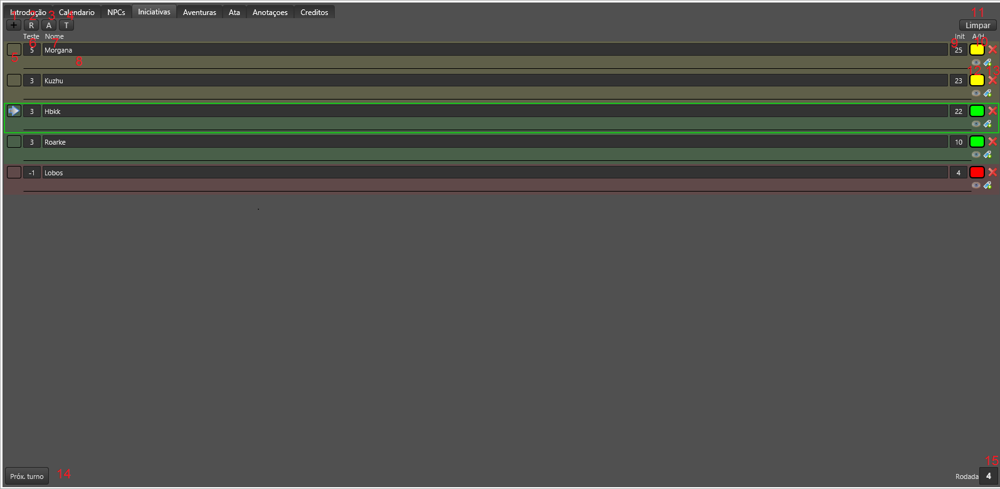 Introdução Calendario NPCs Iniciativas Aventuras Ata Anotaçoes Creditos
1 2 3 4 11
+ R A T Limpar
Teste Nome Init A/H
6 7 9 10
5 Morgana 25
5 8
12 13
3 Kuzhu 23
3 Hbkk 22
3 Roarke 10
-1 Lobos 4
14 15
Próx. turno Rodada 4